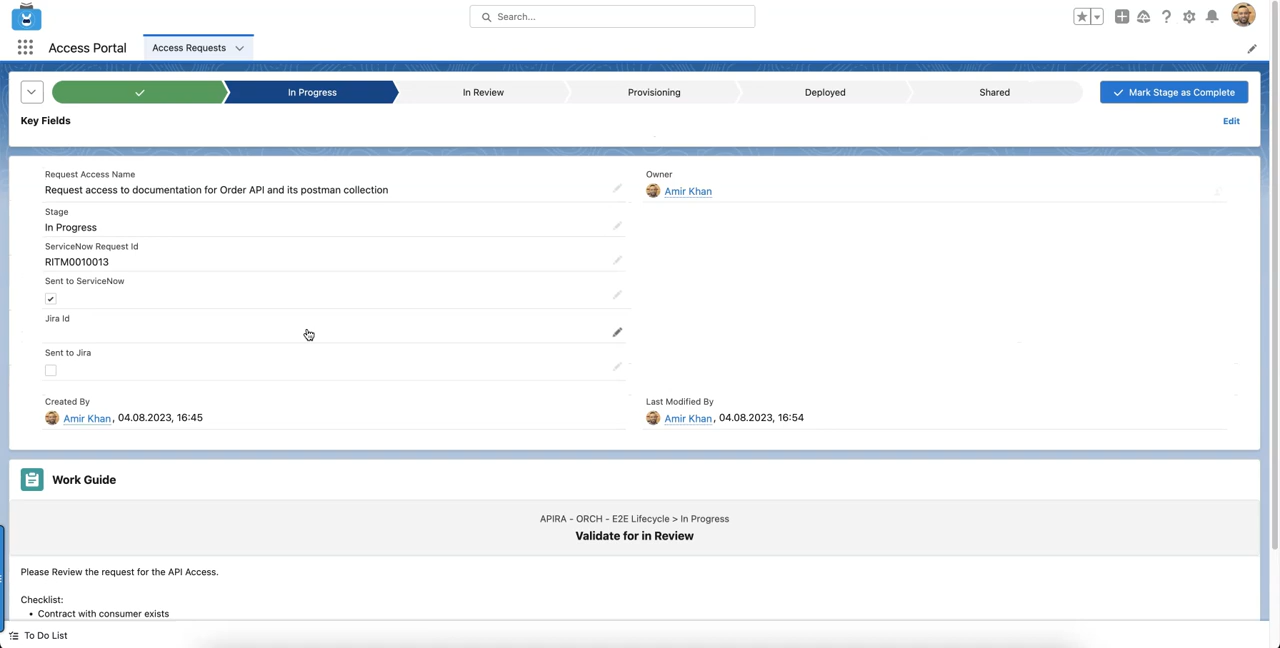 Search...
Access Portal
Access Requests
In Progress
In Review
Provisioning
Deployed
Shared
Mark Stage as Complete
Key Fields
Edit
Request Access Name
Request access to documentation for Order API and its postman collection
Owner
Amir Khan
Stage
In Progress
ServiceNow Request Id
RITM0010013
Sent to ServiceNow
Jira Id
Sent to Jira
Created By
Amir Khan, 04.08.2023, 16:45
Last Modified By
Amir Khan, 04.08.2023, 16:54
Work Guide
APIRA - ORCH - E2E Lifecycle > In Progress
Validate for in Review
Please Review the request for the API Access.
Checklist:
• Contract with consumer exists
To Do List